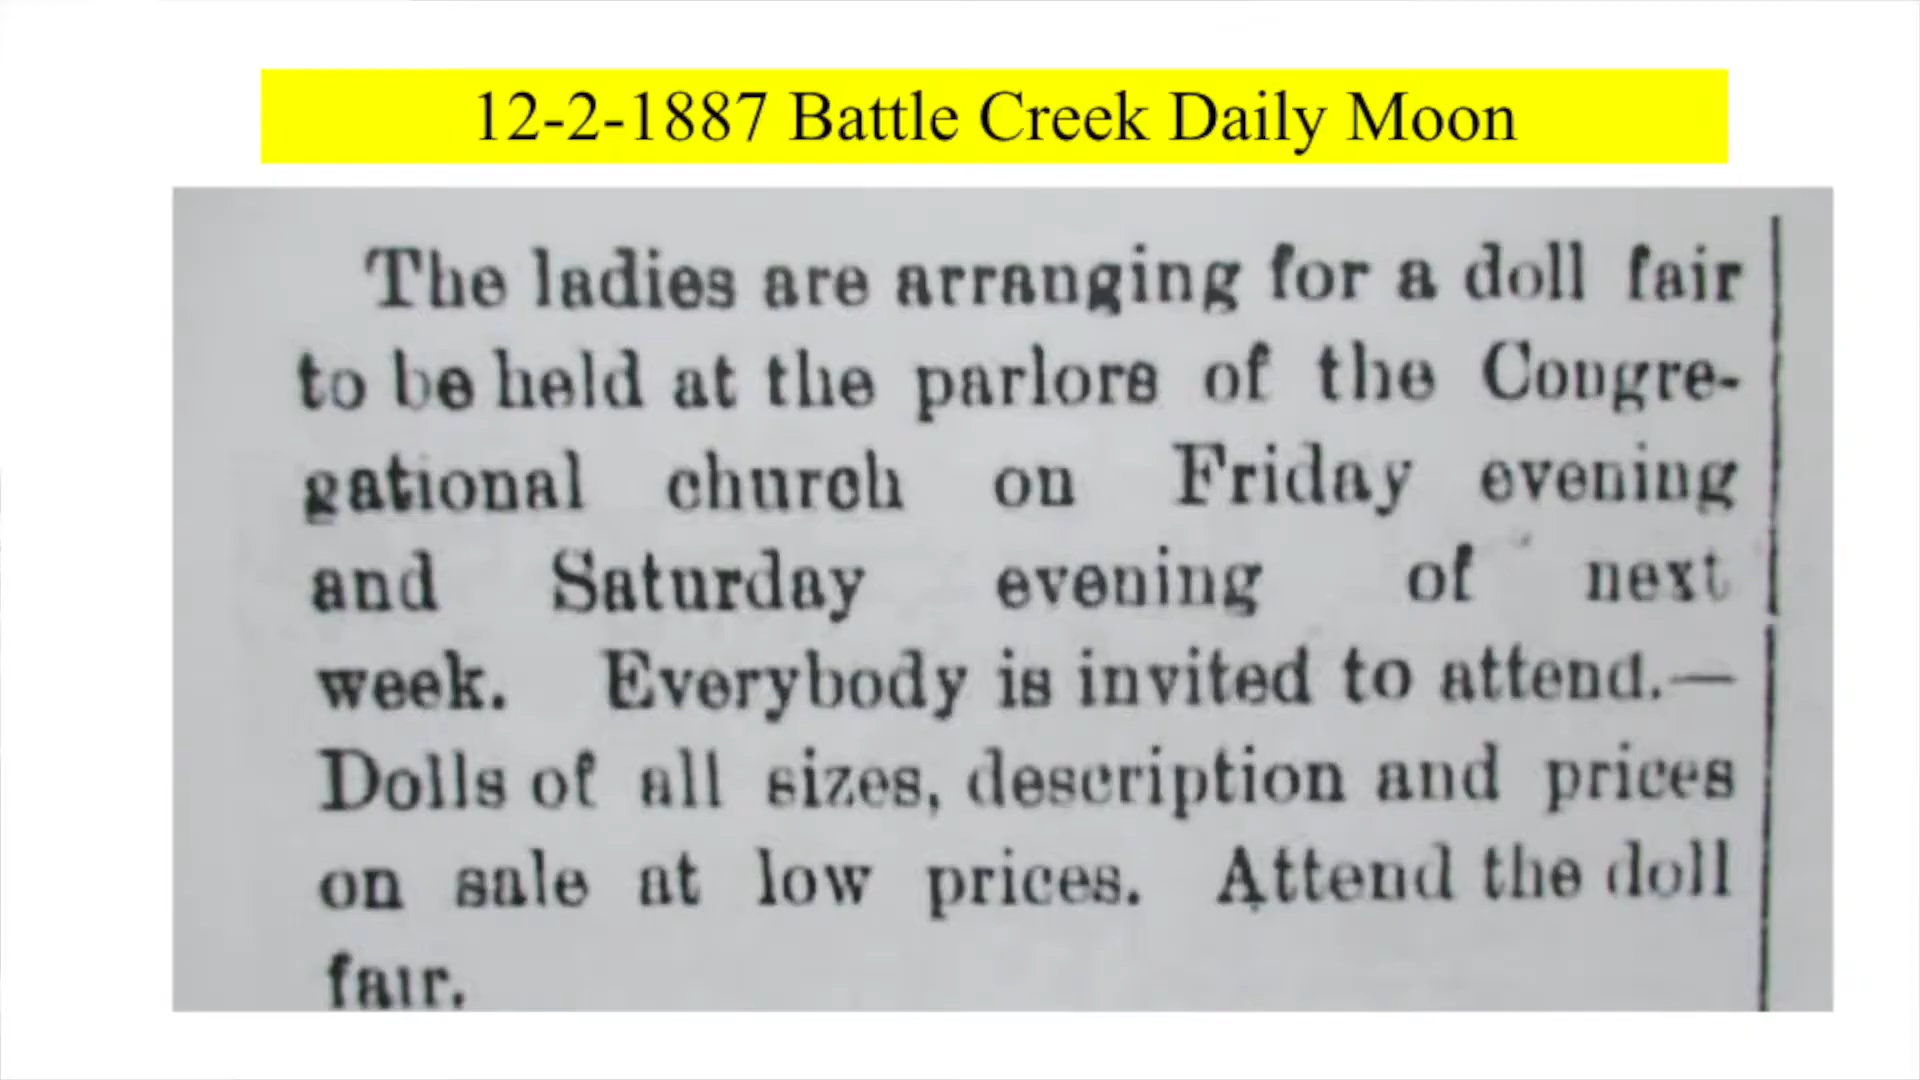 12-2-1887 Battle Creek Daily Moon
The ladies are arranging for a doll fair
to be held at the parlors of the Congre-
gational church on Friday evening
and Saturday evening of next
week. Everybody is invited to attend.—
Dolls of all sizes, description and prices
on sale at low prices. Attend the doll
fair.